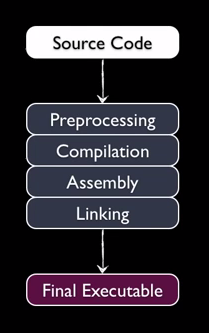 Source Code
Preprocessing
Compilation
Assembly
Linking
Final Executable